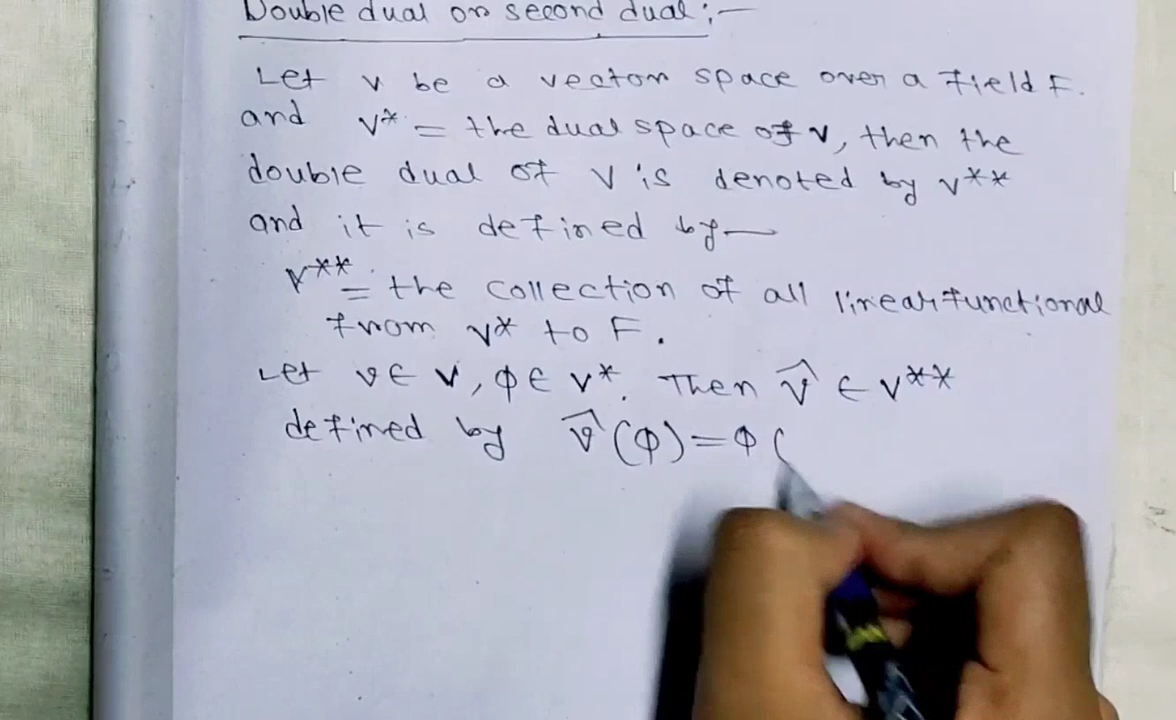 Double dual or second dual :—
Let V be a vector space over a field F.
and V* = the dual space of V, then the
double dual of V is denoted by V**
and it is defined by—
V** = the collection of all linear functional
from V* to F.
Let v ∈ V, ϕ ∈ V*. Then v̂ ∈ V**
defined by v̂(ϕ) = ϕ(